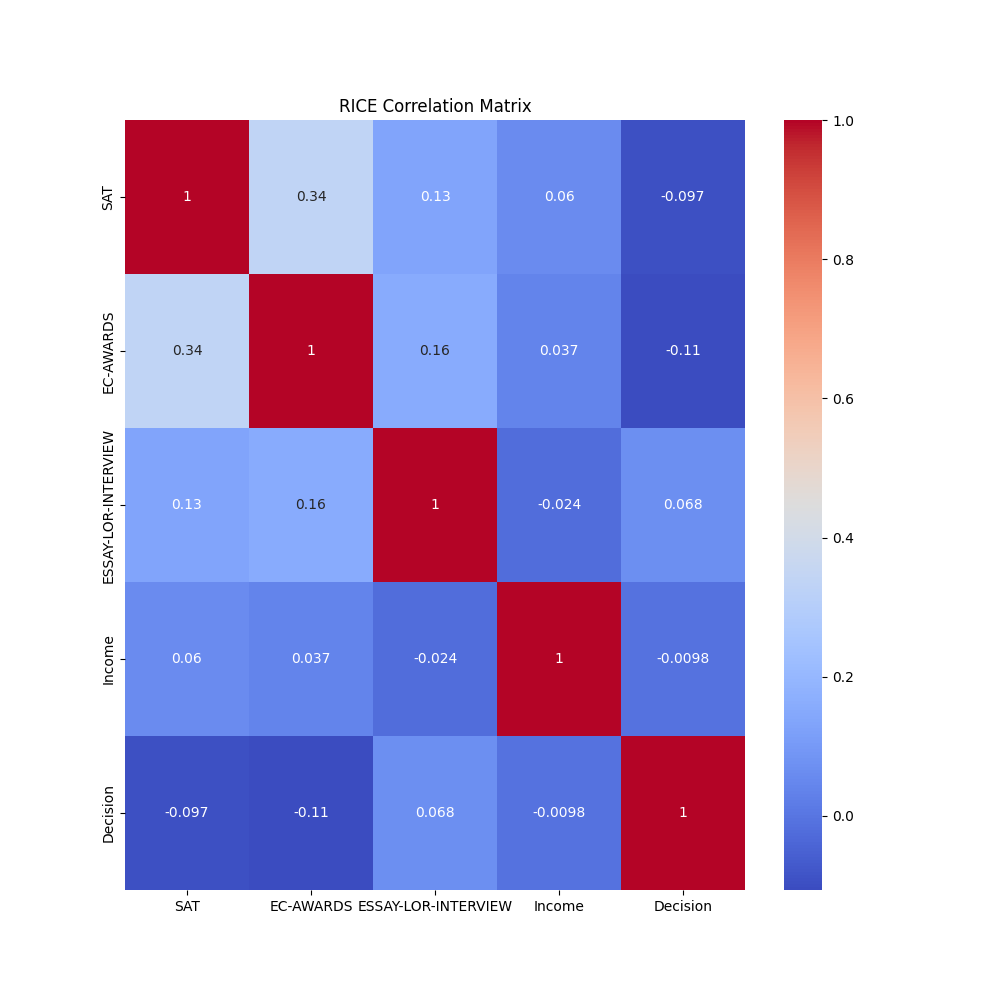 RICE Correlation Matrix
SAT
1
0.34
0.13
0.06
-0.097
EC-AWARDS
0.34
1
0.16
0.037
-0.11
ESSAY-LOR-INTERVIEW
0.13
0.16
1
-0.024
0.068
Income
0.06
0.037
-0.024
1
-0.0098
Decision
-0.097
-0.11
0.068
-0.0098
1
SAT
EC-AWARDS
ESSAY-LOR-INTERVIEW
Income
Decision
1.0
0.8
0.6
0.4
0.2
0.0